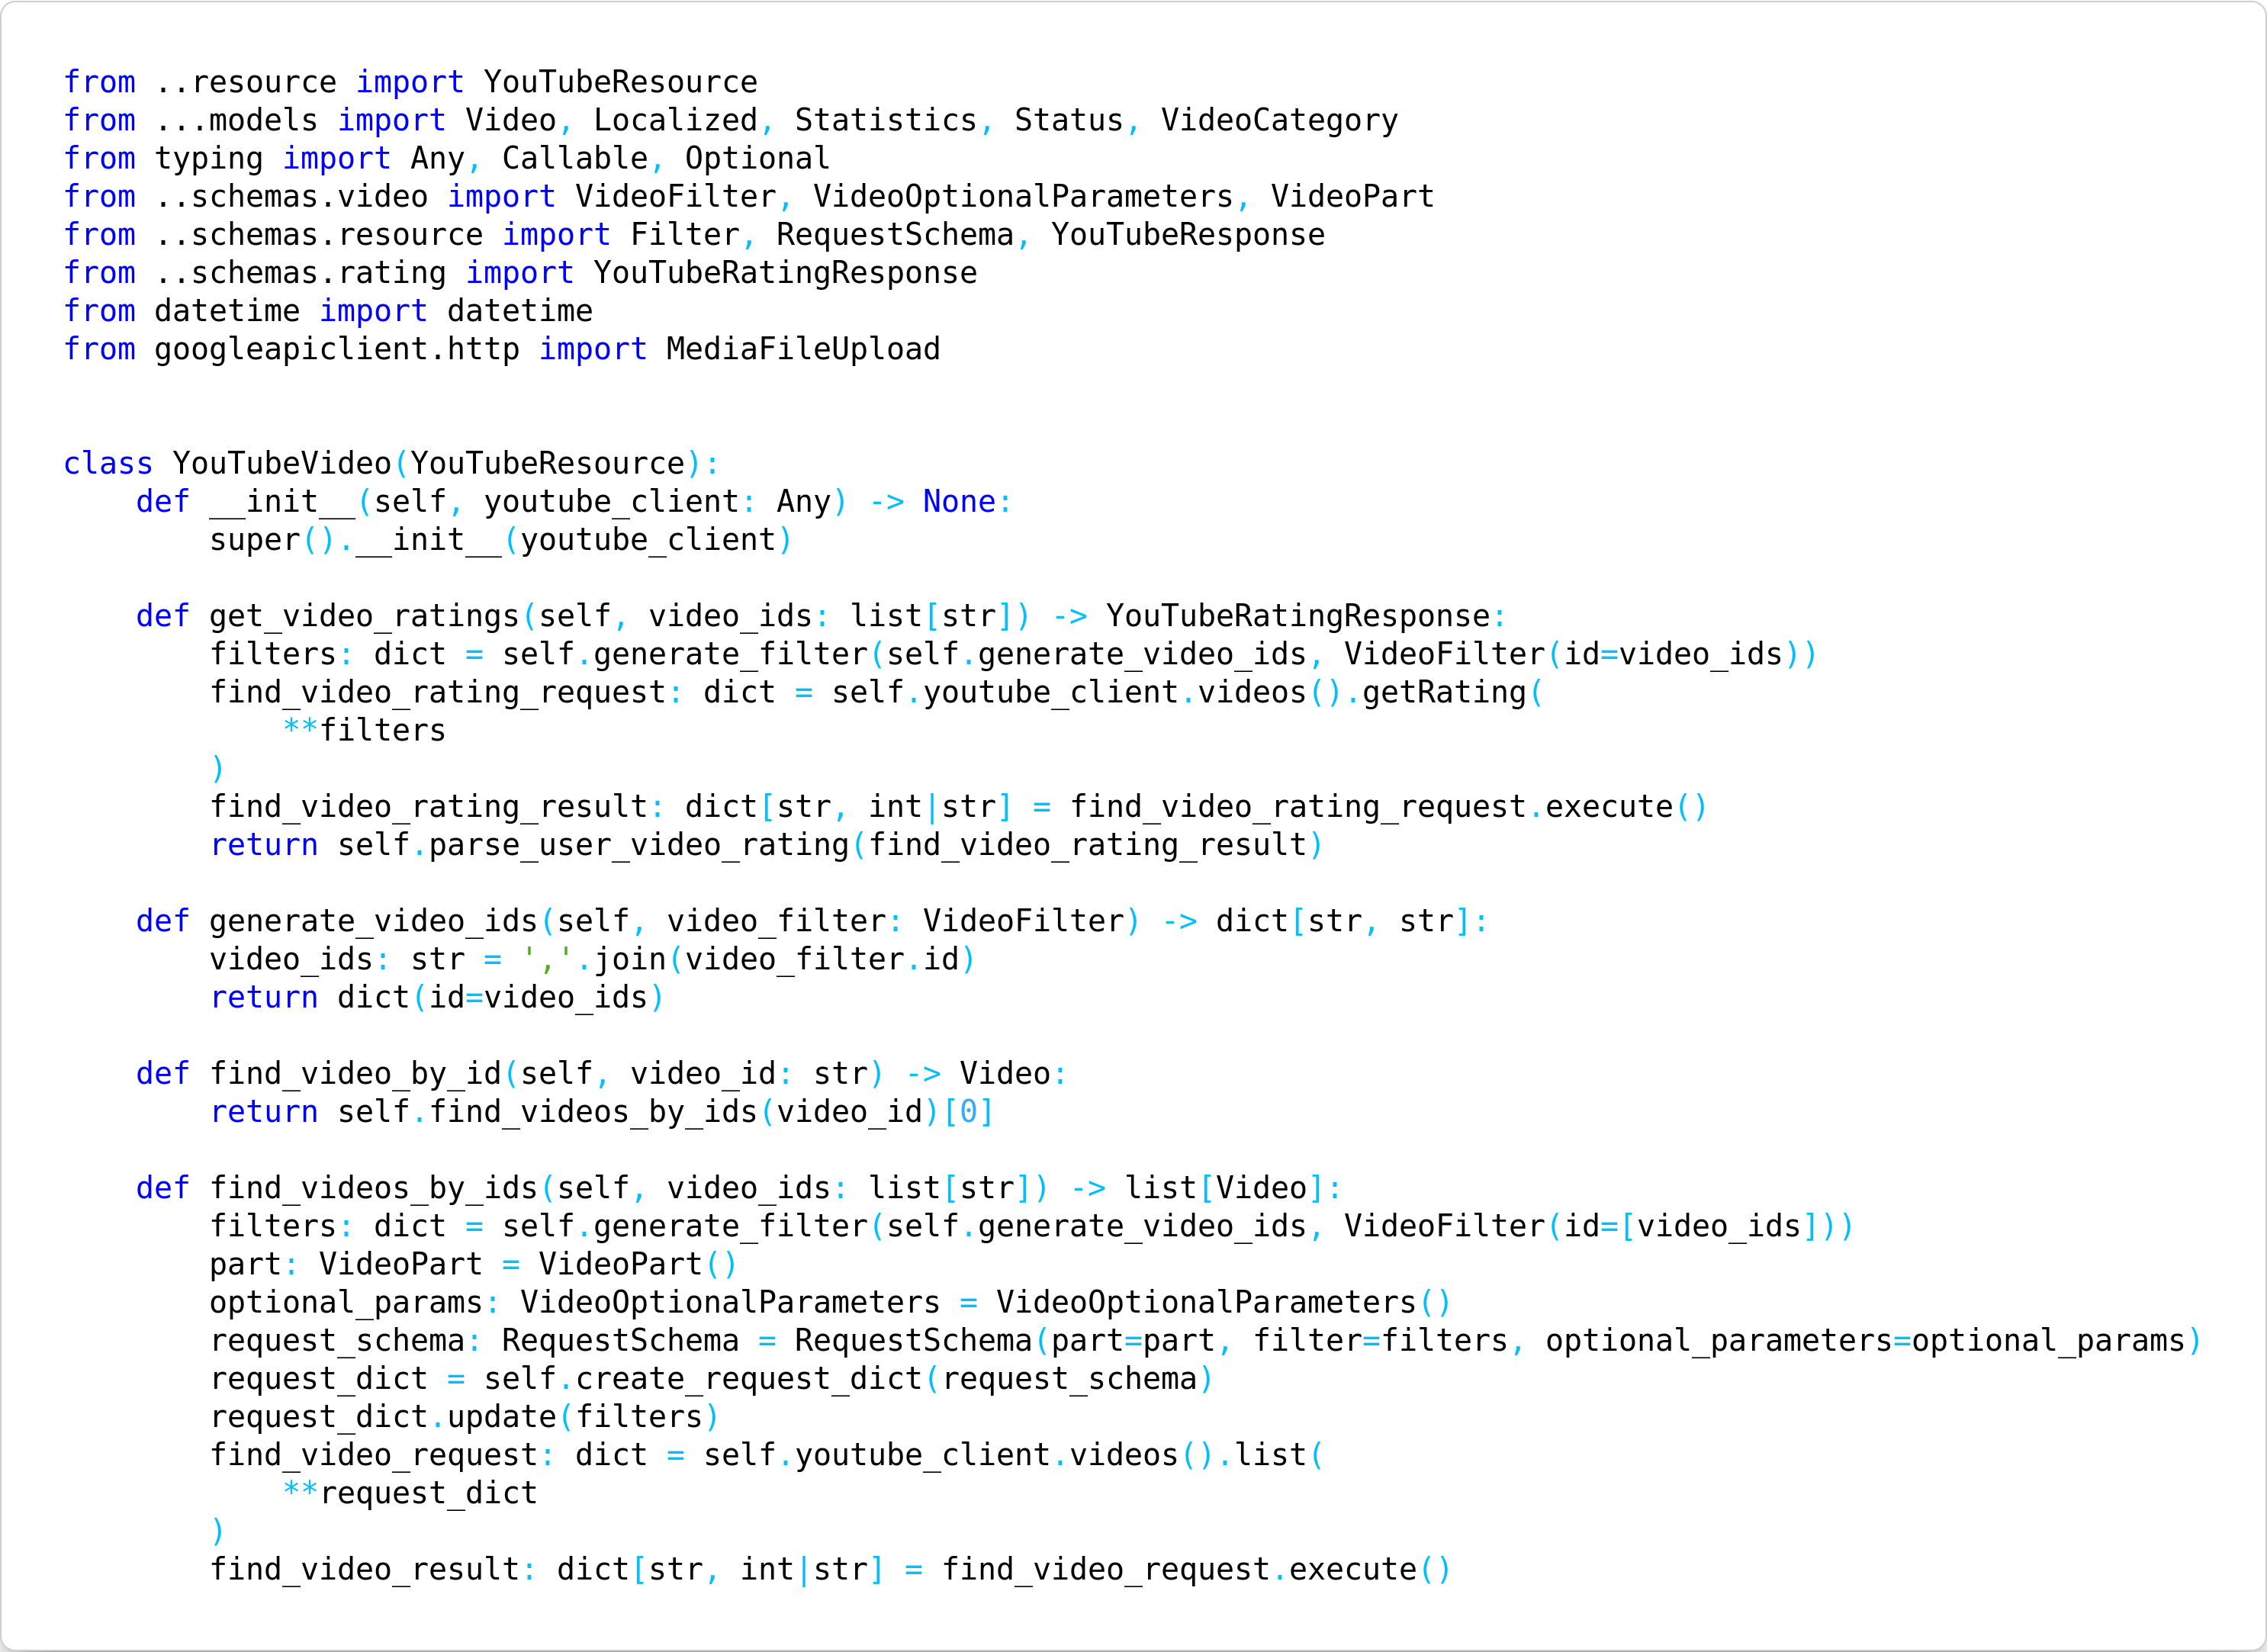 from ..resource import YouTubeResource
from ...models import Video, Localized, Statistics, Status, VideoCategory
from typing import Any, Callable, Optional
from ..schemas.video import VideoFilter, VideoOptionalParameters, VideoPart
from ..schemas.resource import Filter, RequestSchema, YouTubeResponse
from ..schemas.rating import YouTubeRatingResponse
from datetime import datetime
from googleapiclient.http import MediaFileUpload


class YouTubeVideo(YouTubeResource):
    def __init__(self, youtube_client: Any) -> None:
        super().__init__(youtube_client)

    def get_video_ratings(self, video_ids: list[str]) -> YouTubeRatingResponse:
        filters: dict = self.generate_filter(self.generate_video_ids, VideoFilter(id=video_ids))
        find_video_rating_request: dict = self.youtube_client.videos().getRating(
            **filters
        )
        find_video_rating_result: dict[str, int|str] = find_video_rating_request.execute()
        return self.parse_user_video_rating(find_video_rating_result)

    def generate_video_ids(self, video_filter: VideoFilter) -> dict[str, str]:
        video_ids: str = ','.join(video_filter.id)
        return dict(id=video_ids)

    def find_video_by_id(self, video_id: str) -> Video:
        return self.find_videos_by_ids(video_id)[0]

    def find_videos_by_ids(self, video_ids: list[str]) -> list[Video]:
        filters: dict = self.generate_filter(self.generate_video_ids, VideoFilter(id=[video_ids]))
        part: VideoPart = VideoPart()
        optional_params: VideoOptionalParameters = VideoOptionalParameters()
        request_schema: RequestSchema = RequestSchema(part=part, filter=filters, optional_parameters=optional_params)
        request_dict = self.create_request_dict(request_schema)
        request_dict.update(filters)
        find_video_request: dict = self.youtube_client.videos().list(
            **request_dict
        )
        find_video_result: dict[str, int|str] = find_video_request.execute()